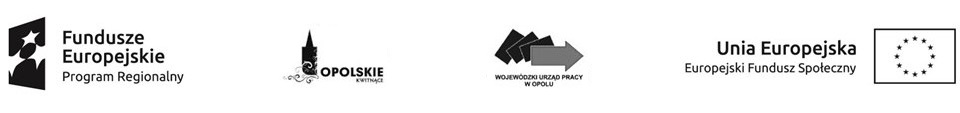 Fundusze
Europejskie
Program Regionalny
OPOLSKIE
KWITNĄCE
WOJEWÓDZKI URZĄD PRACY
W OPOLU
Unia Europejska
Europejski Fundusz Społeczny